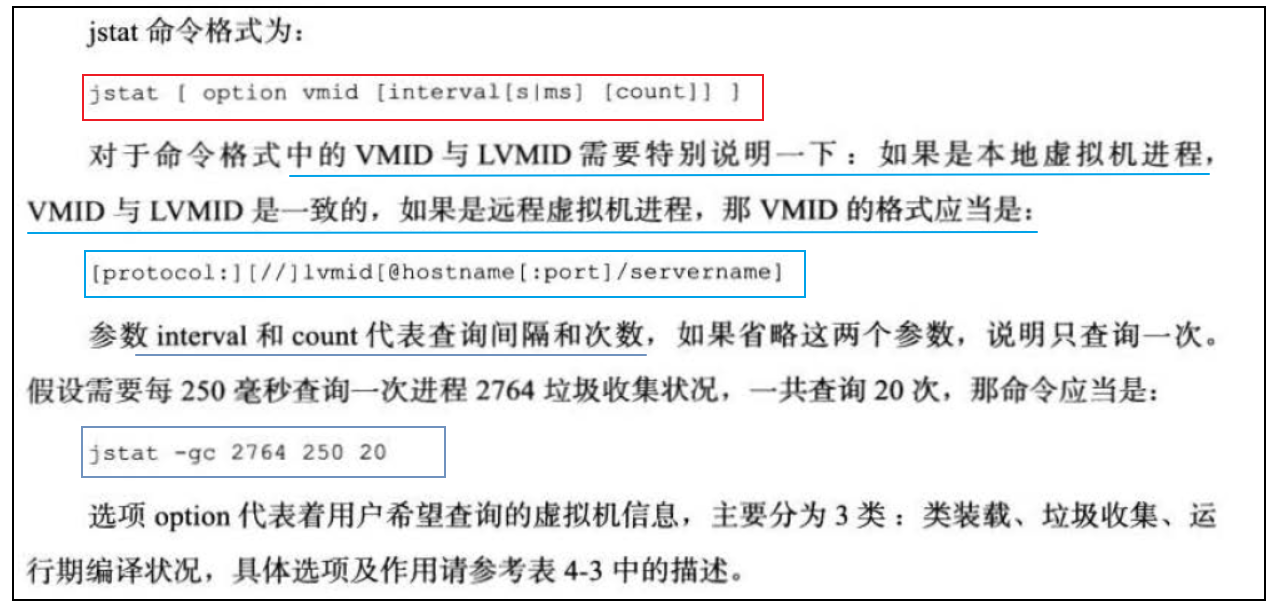 jstat 命令格式为：
jstat [ option vmid [interval[s|ms] [count]] ]
对于命令格式中的 VMID 与 LVMID 需要特别说明一下：如果是本地虚拟机进程，
VMID 与 LVMID 是一致的，如果是远程虚拟机进程，那 VMID 的格式应当是：
[protocol:][//]lvmid[@hostname[:port]/servername]
参数 interval 和 count 代表查询间隔和次数，如果省略这两个参数，说明只查询一次。
假设需要每 250 毫秒查询一次进程 2764 垃圾收集状况，一共查询 20 次，那命令应当是：
jstat -gc 2764 250 20
选项 option 代表着用户希望查询的虚拟机信息，主要分为 3 类：类装载、垃圾收集、运
行期编译状况，具体选项及作用请参考表 4-3 中的描述。